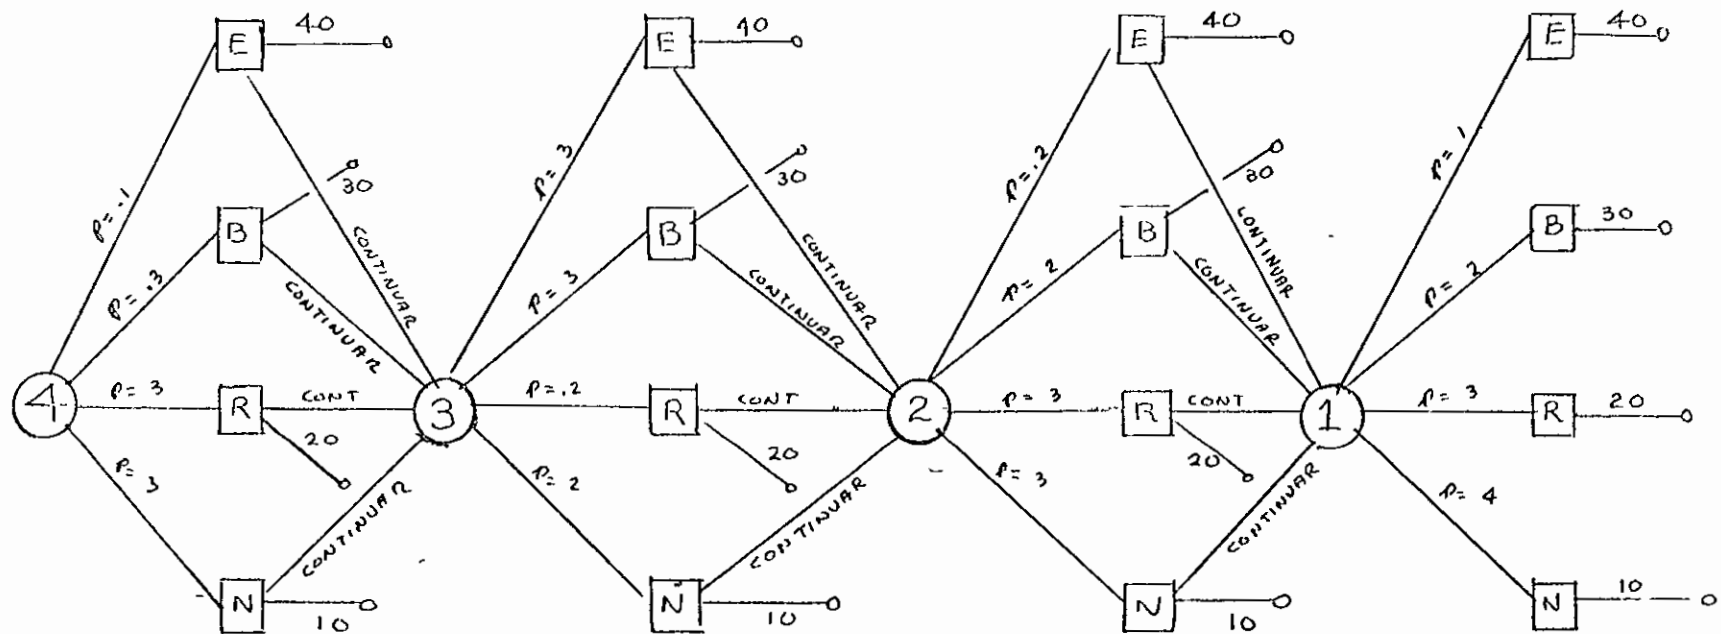 E 40
E 40
E 40
E 40
P=.1
P= 3
P=.2
P= 1
B 30
B 30
B 30
B 30
P=.3
CONTINUAR
CONTINUAR
P= 3
CONTINUAR
CONTINUAR
P= 2
CONTINUAR
CONTINUAR
P=2
4
P= 3
R
CONT
20
3
P=.2
R
CONT
20
2
P= 3
R
CONT
20
1
P= 3
R
20
P= 3
CONTINUAR
P= 2
CONTINUAR
P= 3
CONTINUAR
P= 4
N 10
N 10
N 10
N 10